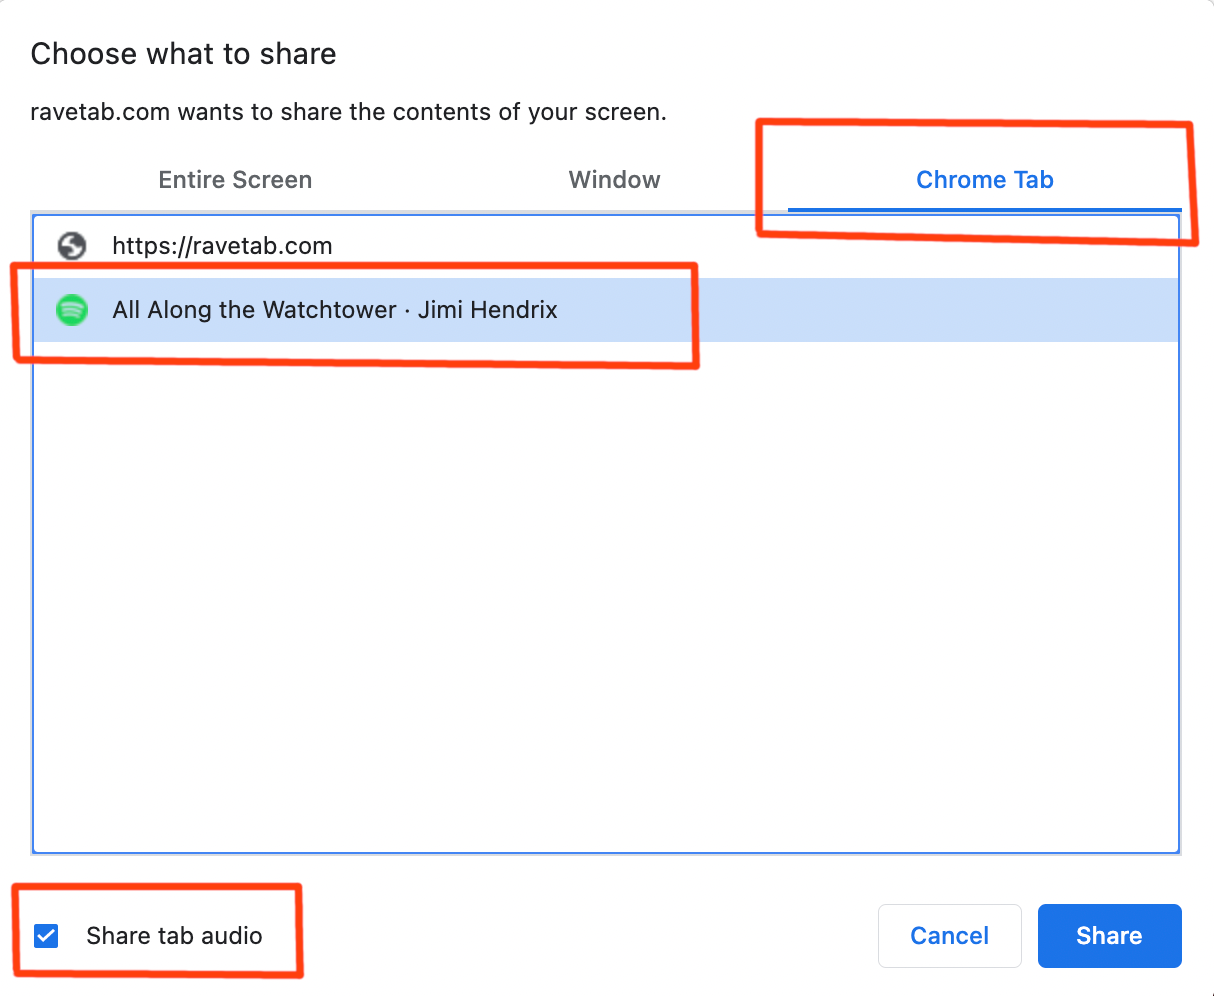 Choose what to share
ravetab.com wants to share the contents of your screen.
Entire Screen Window Chrome Tab
https://ravetab.com
All Along the Watchtower · Jimi Hendrix
Share tab audio Cancel Share